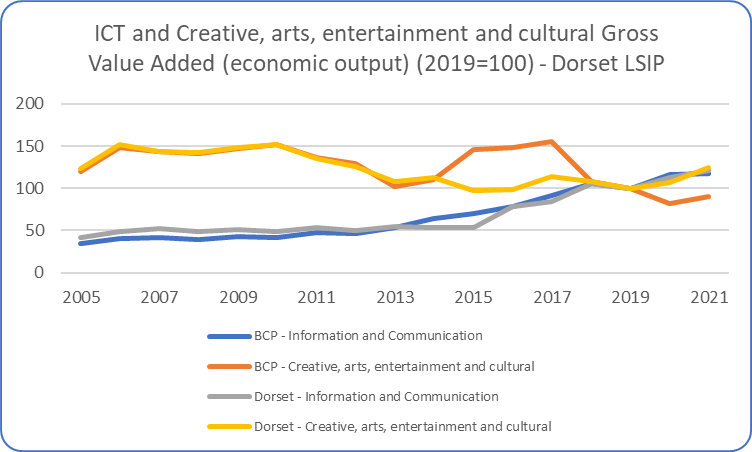 ICT and Creative, arts, entertainment and cultural Gross
Value Added (economic output) (2019=100) - Dorset LSIP
200
150
100
50
0
2005 2007 2009 2011 2013 2015 2017 2019 2021
BCP - Information and Communication
BCP - Creative, arts, entertainment and cultural
Dorset - Information and Communication
Dorset - Creative, arts, entertainment and cultural